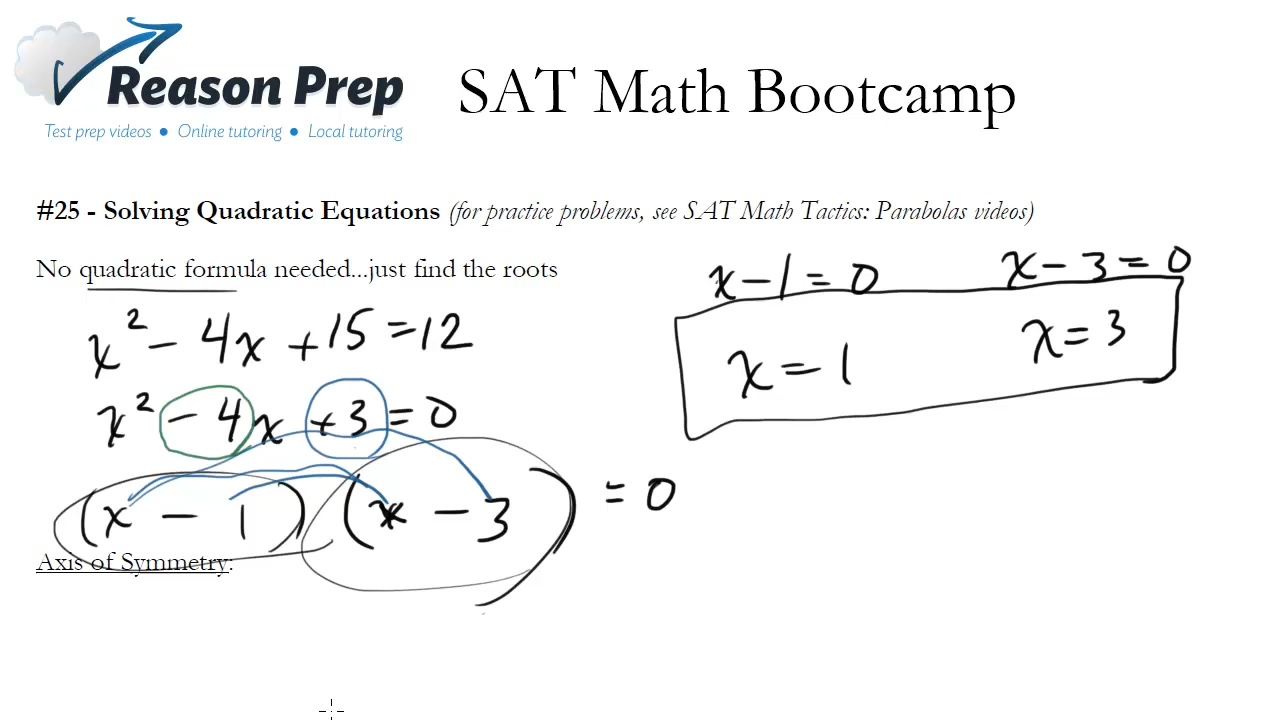 Reason Prep
Test prep videos ● Online tutoring ● Local tutoring
SAT Math Bootcamp
#25 - Solving Quadratic Equations (for practice problems, see SAT Math Tactics: Parabolas videos)
No quadratic formula needed...just find the roots
x² - 4x + 15 = 12
x² - 4x + 3 = 0
(x - 1) (x - 3) = 0
x - 1 = 0 x - 3 = 0
x = 1 x = 3
Axis of Symmetry: